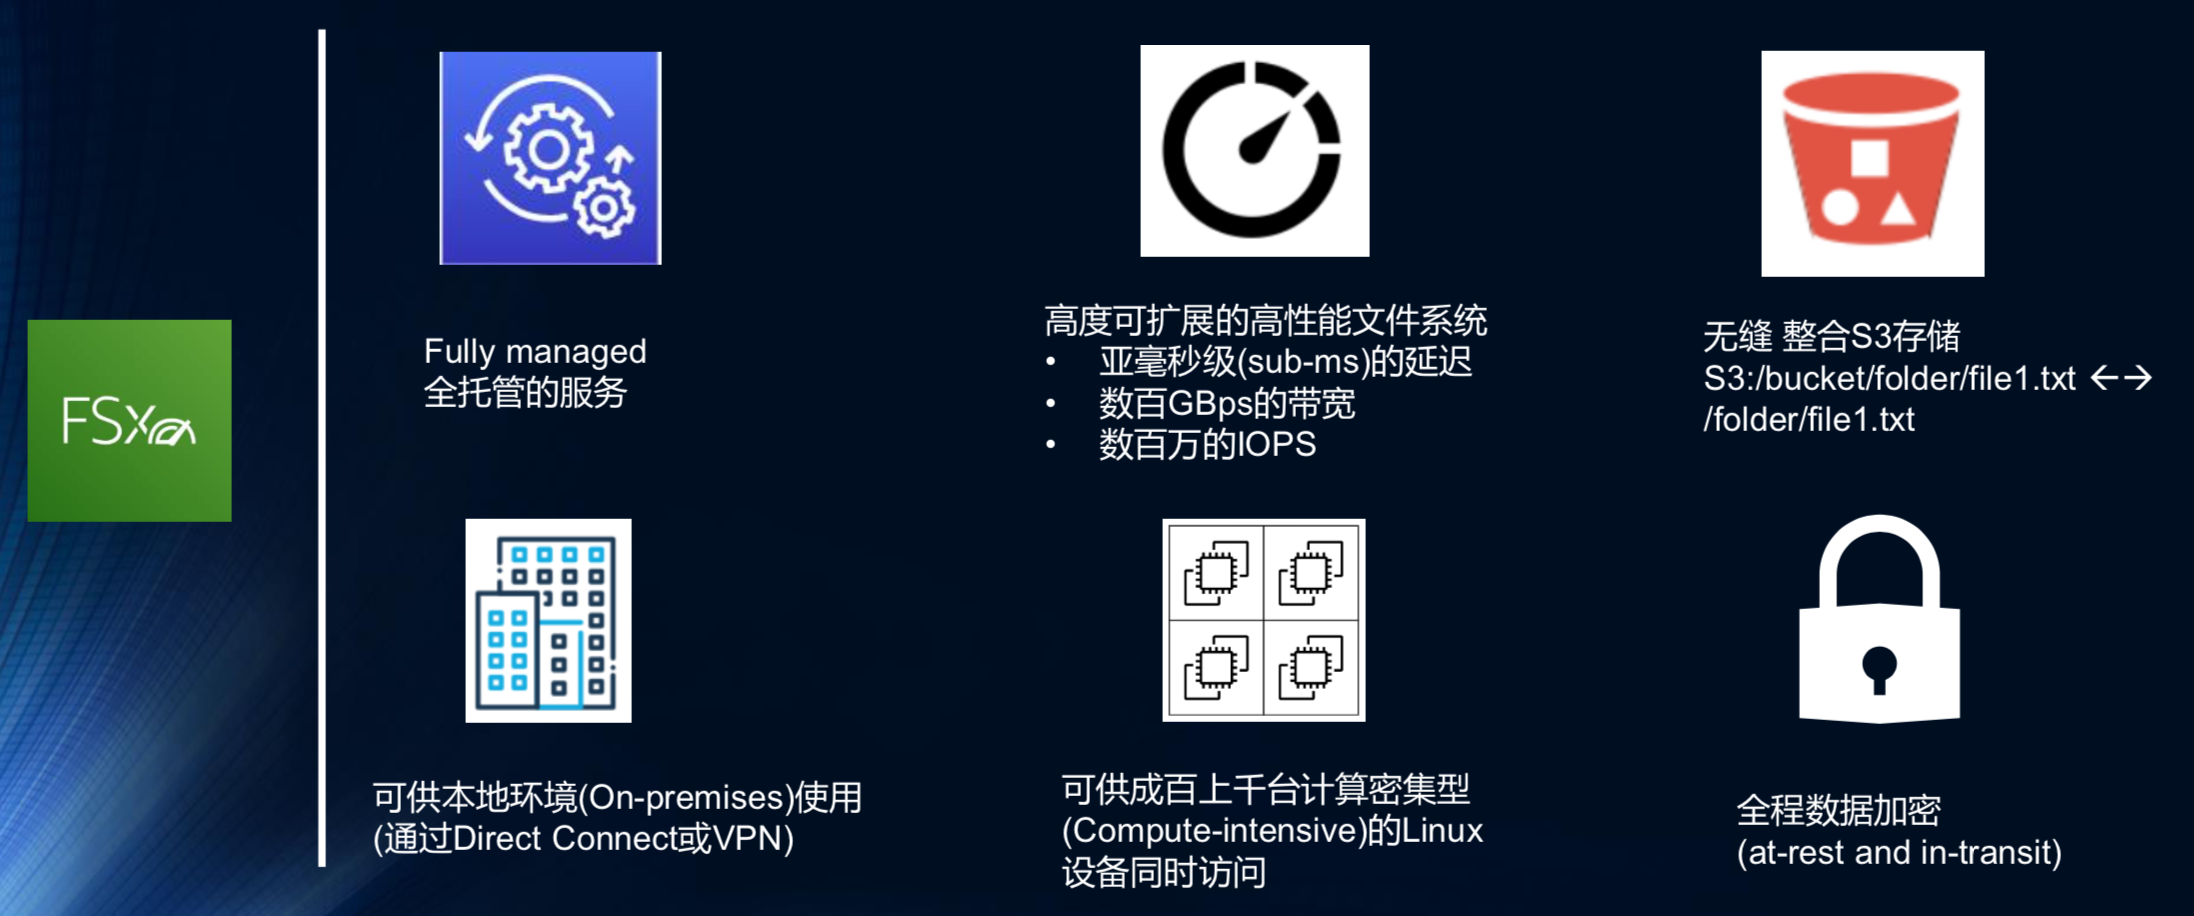 FSx
Fully managed
全托管的服务
高度可扩展的高性能文件系统
• 亚毫秒级(sub-ms)的延迟
• 数百GBps的带宽
• 数百万的IOPS
无缝 整合S3存储
S3:/bucket/folder/file1.txt ←→
/folder/file1.txt
可供本地环境(On-premises)使用
(通过Direct Connect或VPN)
可供成百上千台计算密集型
(Compute-intensive)的Linux
设备同时访问
全程数据加密
(at-rest and in-transit)